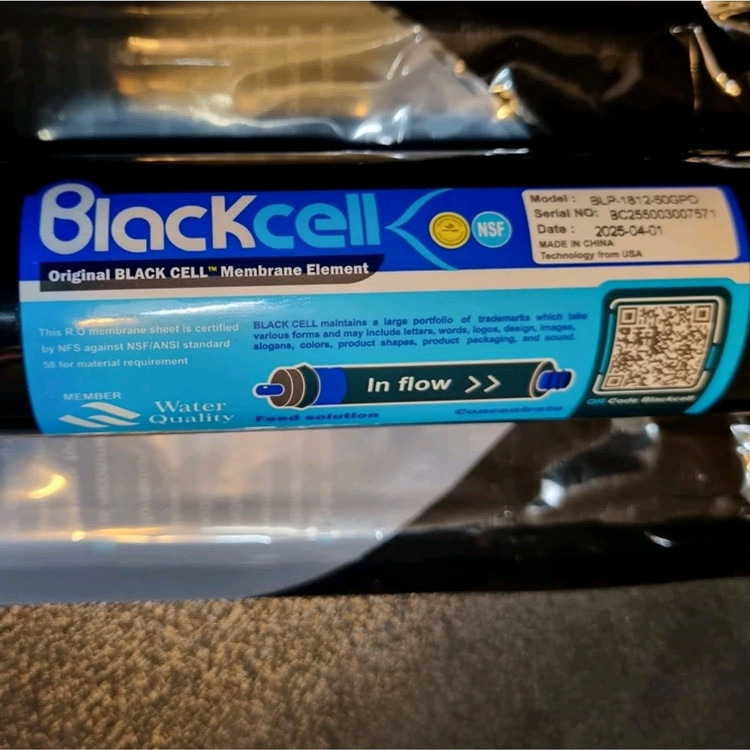 Blackcell
NSF
Original BLACK CELL™ Membrane Element
Model : BLP-1812-50GPD
Serial NO: BC255003007571
Date : 2025-04-01
MADE IN CHINA
Technology from USA
This R.O membrane sheet is certified
by NFS against NSF/ANSI standard
58 for material requirement
BLACK CELL maintains a large portfolio of trademarks which take
various forms and may include letters, words, logos, design, images,
slogans, colors, product shapes, product packaging, and sound.
MEMBER
Water
Quality
In flow >>
Feed solution
Concentrate
QR Code Blackcell